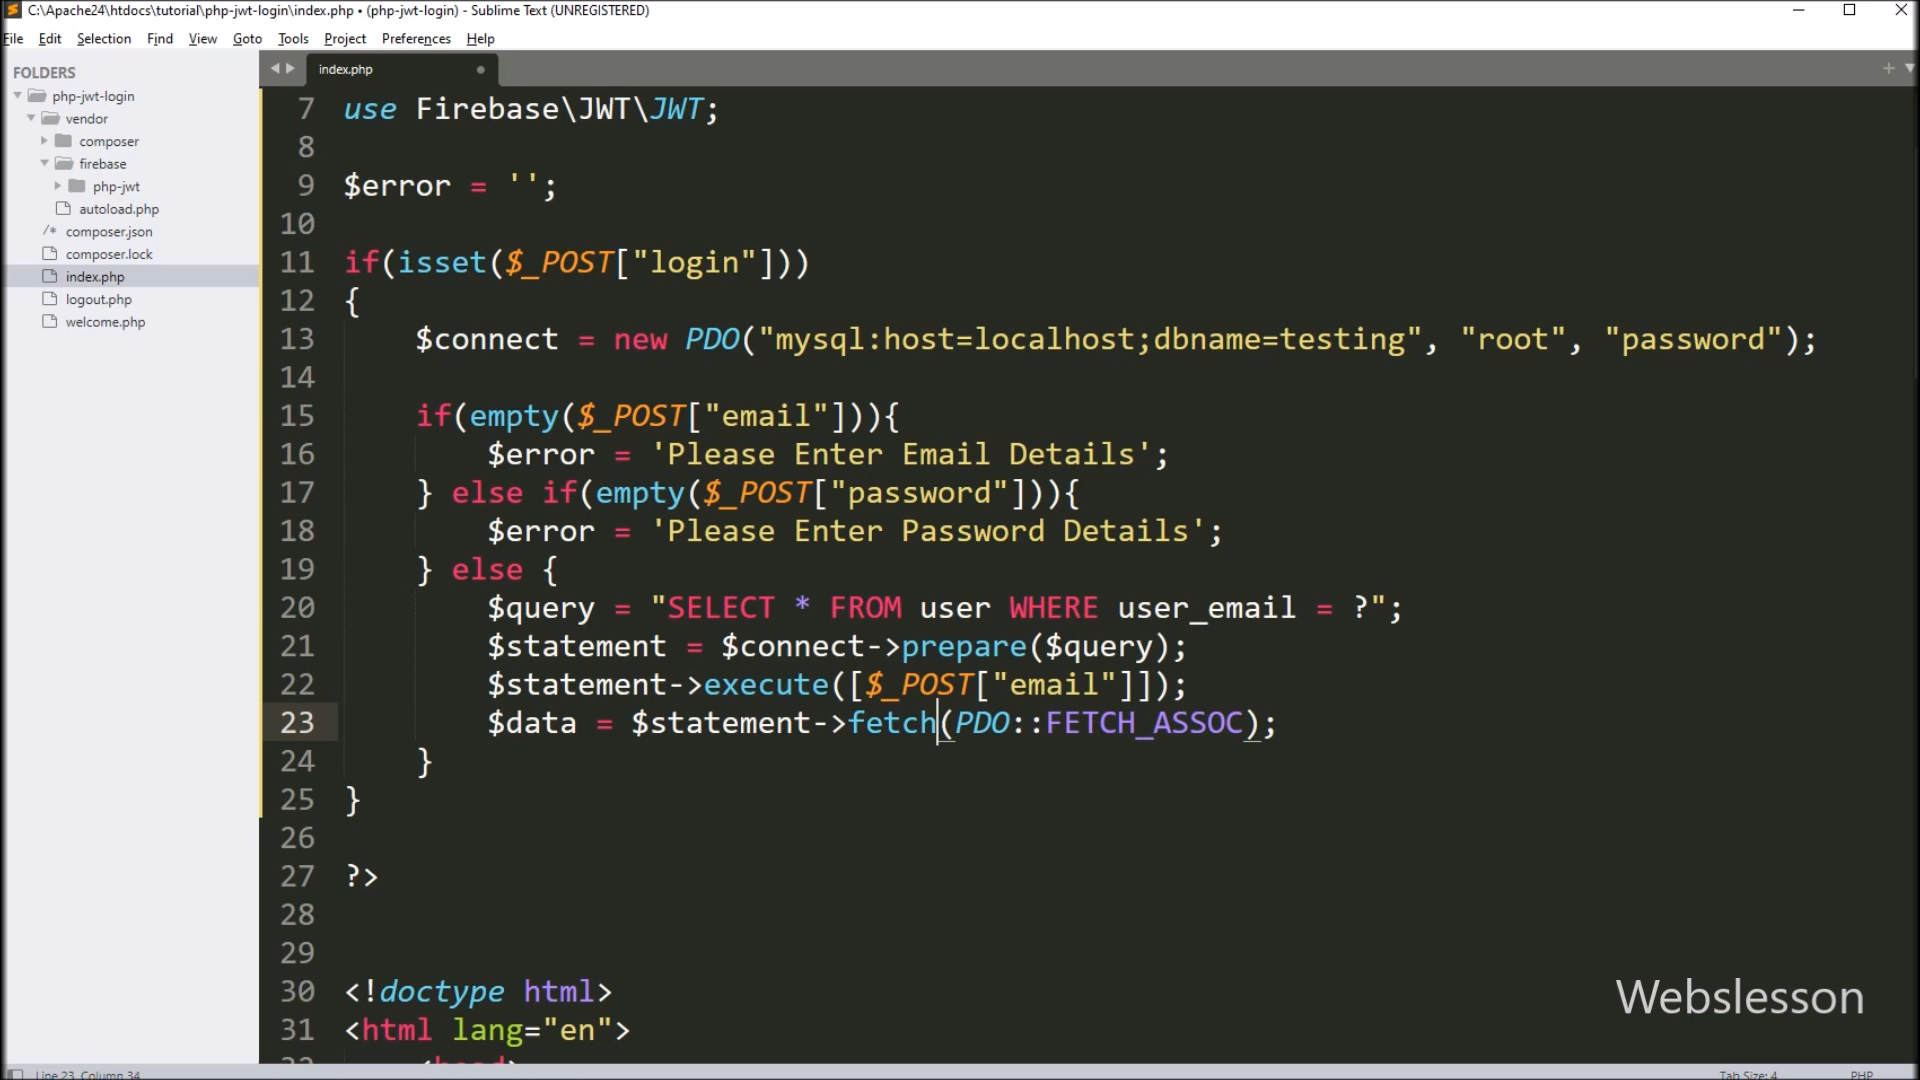 C:\Apache24\htdocs\tutorial\php-jwt-login\index.php • (php-jwt-login) - Sublime Text (UNREGISTERED)
File Edit Selection Find View Goto Tools Project Preferences Help
FOLDERS
php-jwt-login
vendor
composer
firebase
php-jwt
autoload.php
/* composer.json
composer.lock
index.php
logout.php
welcome.php
index.php
7 use Firebase\JWT\JWT;
8
9 $error = '';
10
11 if(isset($_POST["login"]))
12 {
13     $connect = new PDO("mysql:host=localhost;dbname=testing", "root", "password");
14
15     if(empty($_POST["email"])){
16         $error = 'Please Enter Email Details';
17     } else if(empty($_POST["password"])){
18         $error = 'Please Enter Password Details';
19     } else {
20         $query = "SELECT * FROM user WHERE user_email = ?";
21         $statement = $connect->prepare($query);
22         $statement->execute([$_POST["email"]]);
23         $data = $statement->fetch(PDO::FETCH_ASSOC);
24     }
25 }
26
27 ?>
28
29
30 <!doctype html>
31 <html lang="en">
32     <head>
Webslesson
Line 23, Column 34
Tab Size: 4 PHP